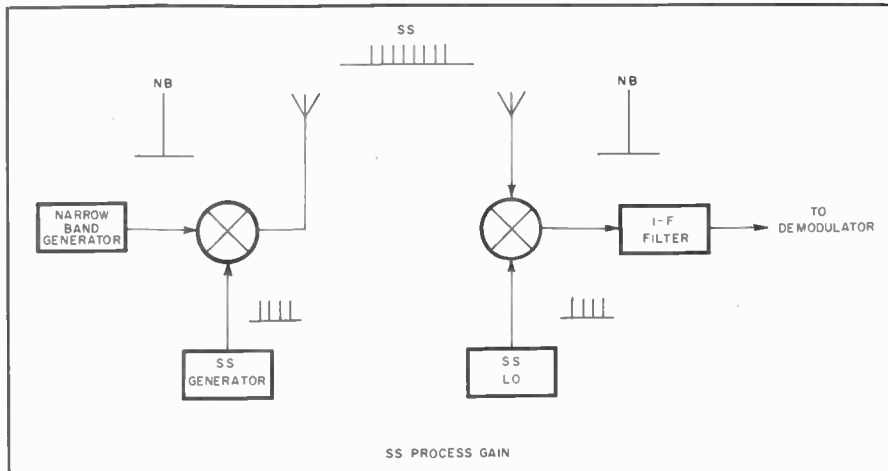 SS
NB
NB
NARROW
BAND
GENERATOR
I-F
FILTER
TO
DEMODULATOR
SS
GENERATOR
SS
LO
SS PROCESS GAIN